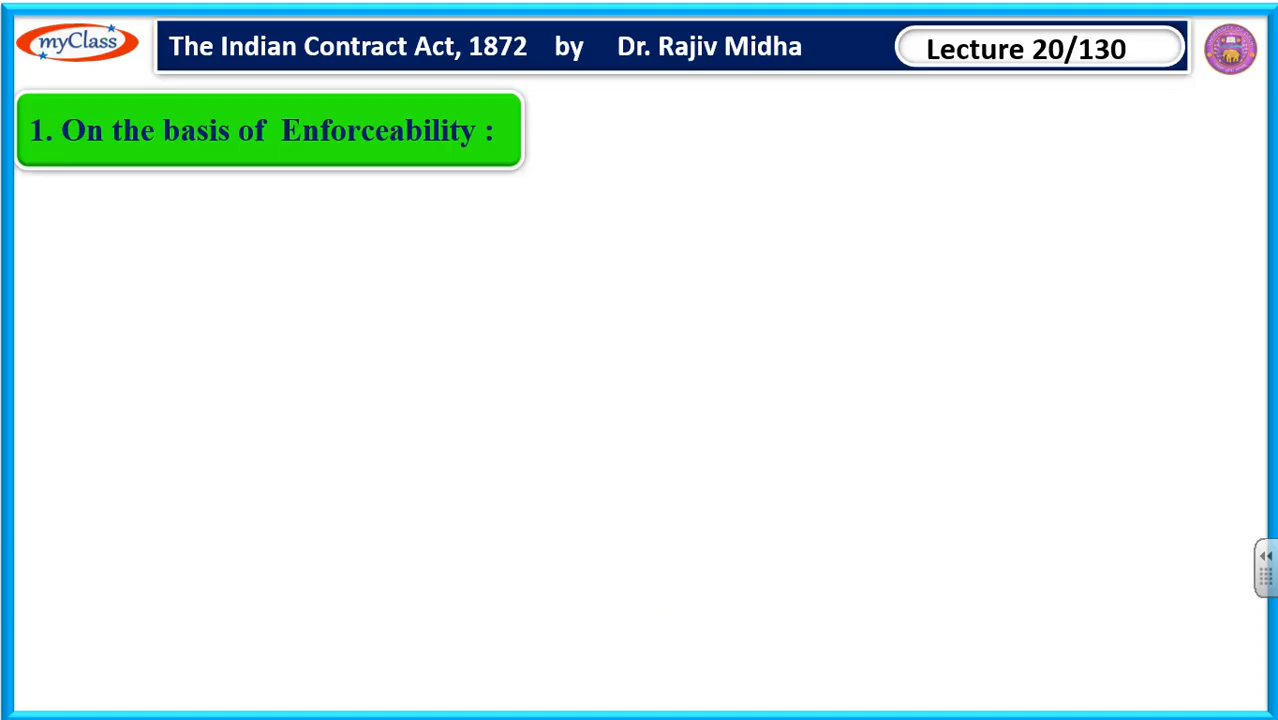 myClass
The Indian Contract Act, 1872 by Dr. Rajiv Midha
Lecture 20/130
1. On the basis of Enforceability :